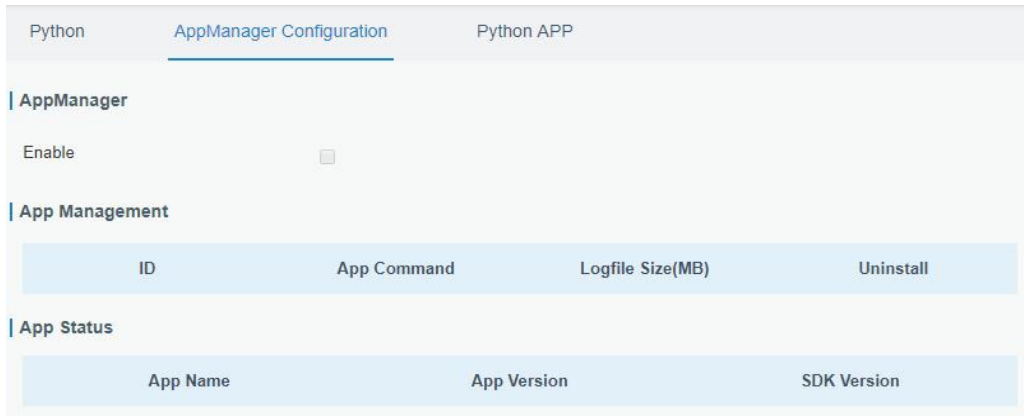 Python AppManager Configuration Python APP
AppManager
Enable
App Management
ID App Command Logfile Size(MB) Uninstall
App Status
App Name App Version SDK Version